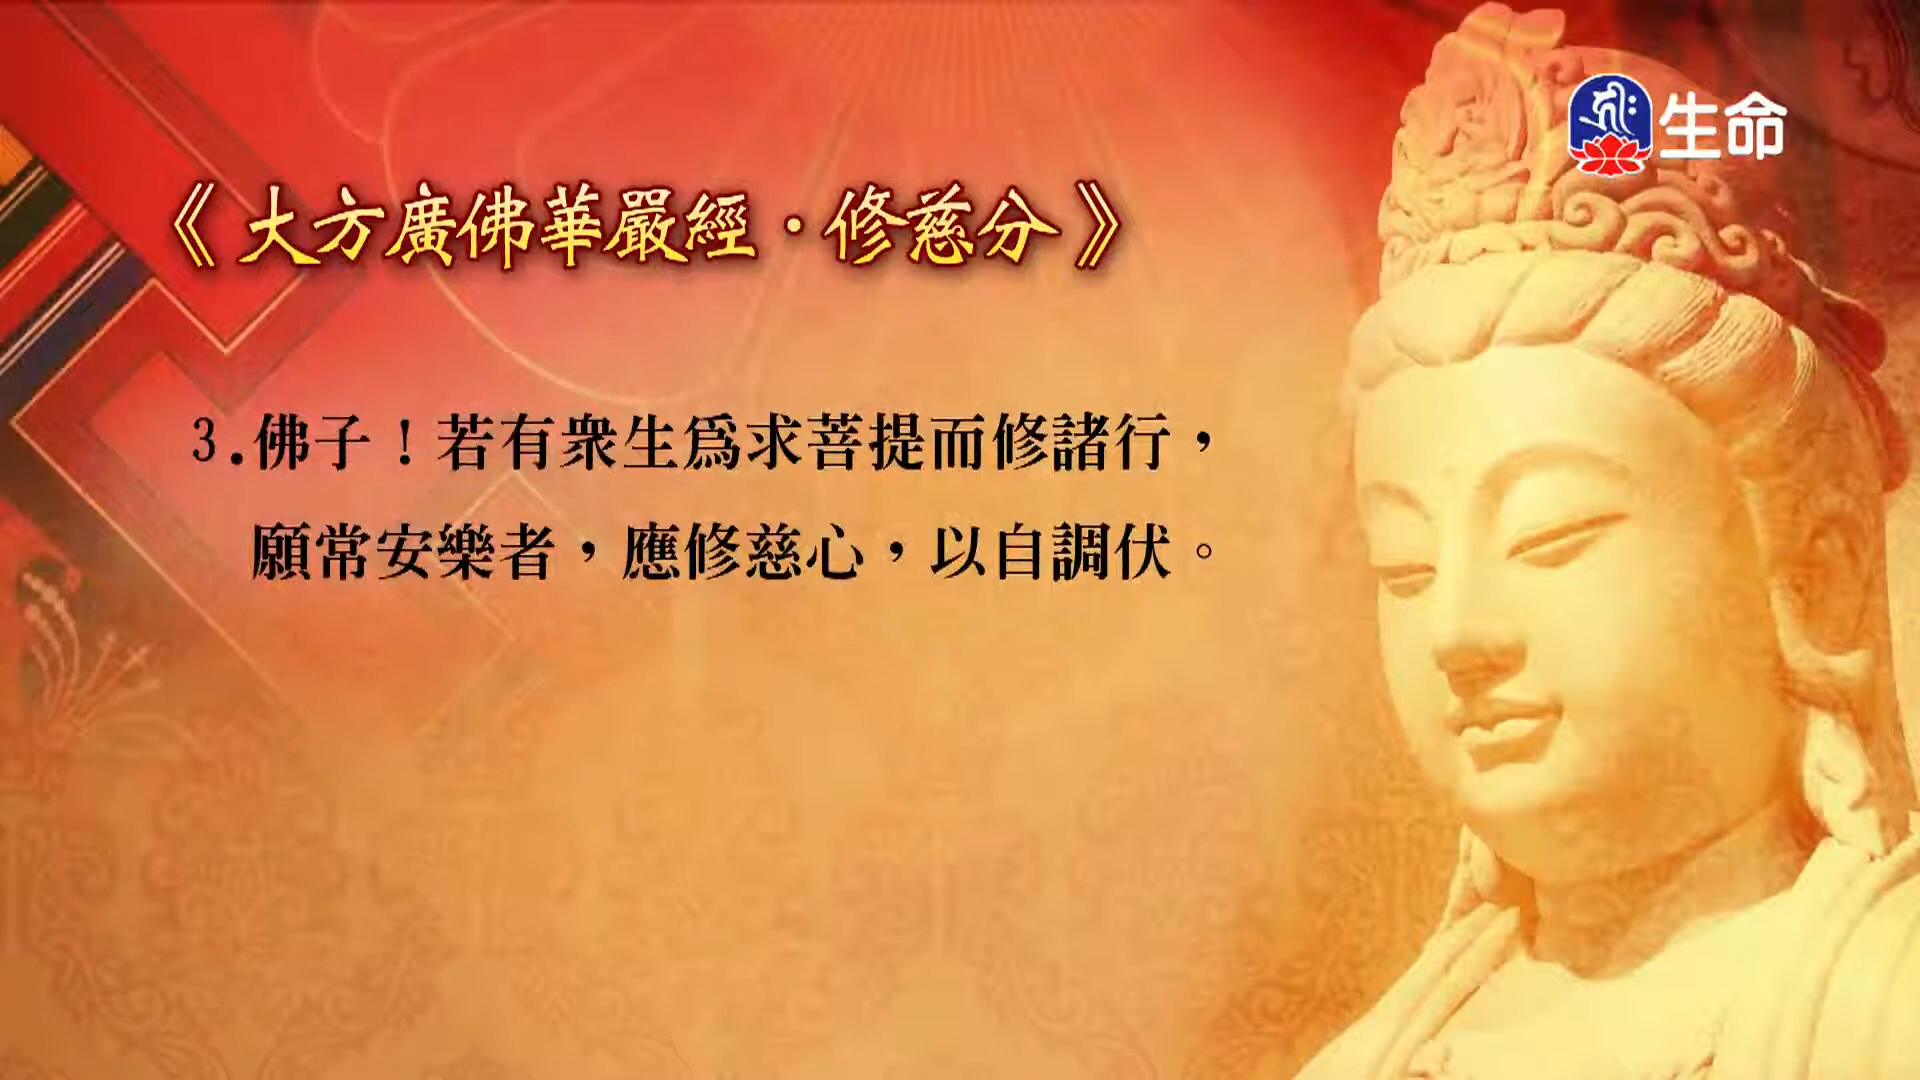 生命
《大方廣佛華嚴經·修慈分》
3.佛子！若有眾生為求菩提而修諸行，
願常安樂者，應修慈心，以自調伏。